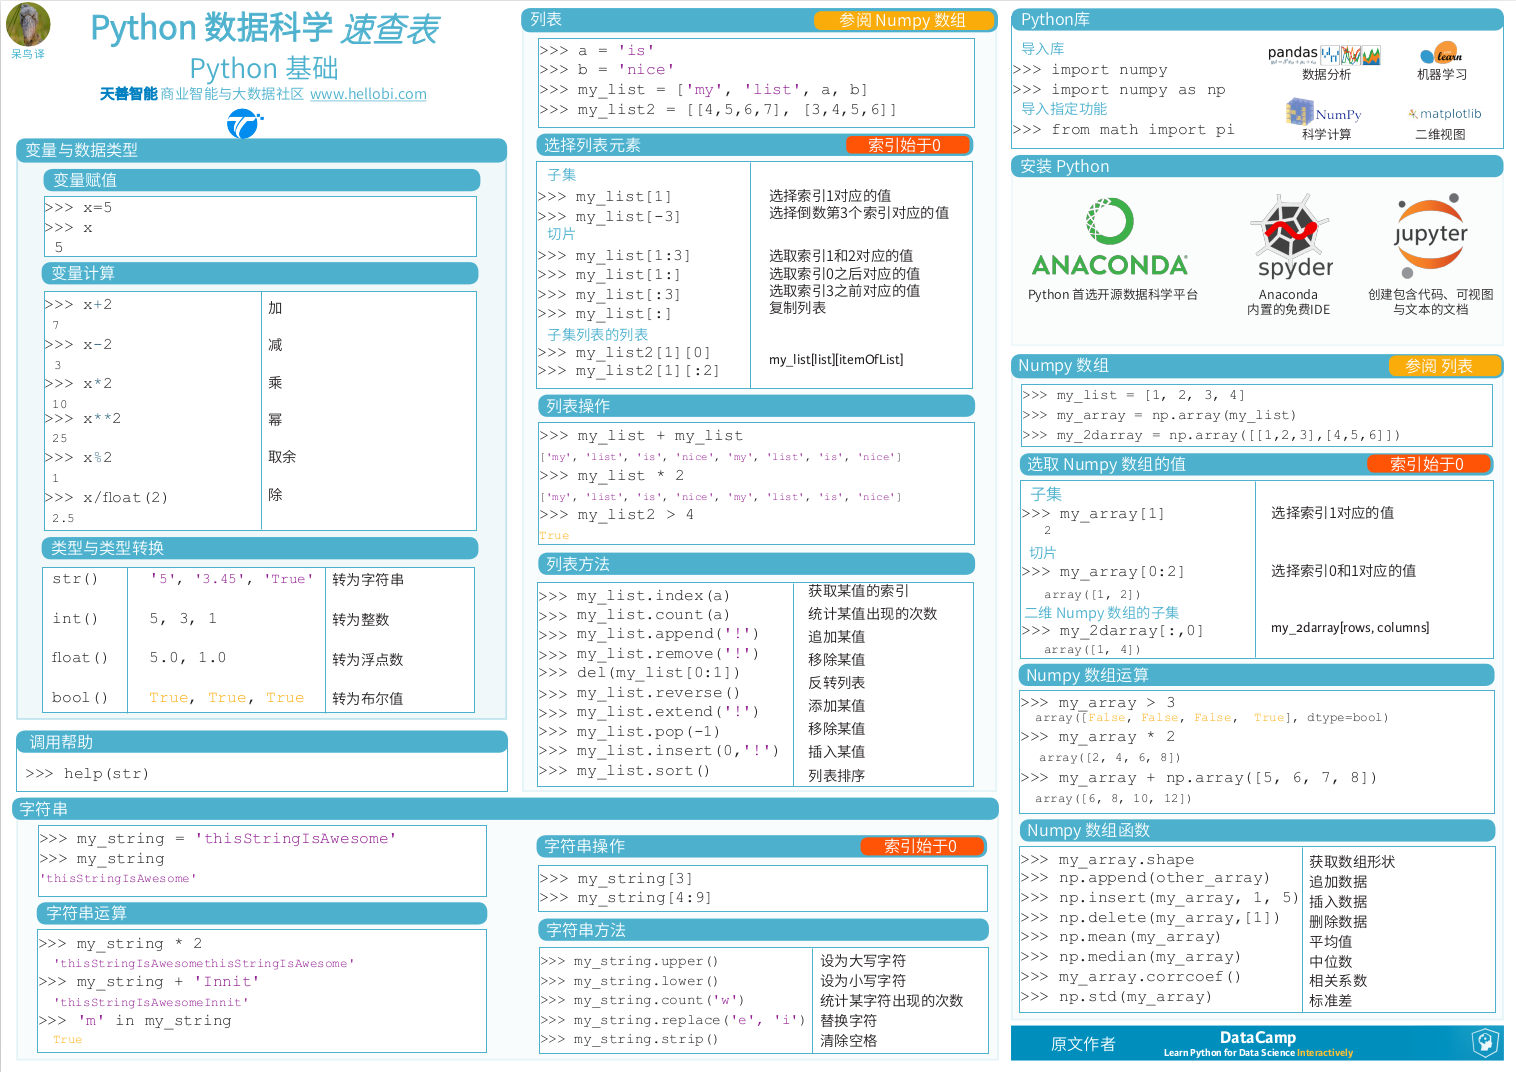 Python 数据科学 速查表
呆鸟译
Python 基础
天善智能 商业智能与大数据社区 www.hellobi.com
变量与数据类型
变量赋值
>>> x=5
>>> x
5
变量计算
>>> x+2 加
7
>>> x-2 减
3
>>> x*2 乘
10
>>> x**2 幂
25
>>> x%2 取余
1
>>> x/float(2) 除
2.5
类型与类型转换
str() '5', '3.45', 'True' 转为字符串
int() 5, 3, 1 转为整数
float() 5.0, 1.0 转为浮点数
bool() True, True, True 转为布尔值
调用帮助
>>> help(str)
列表 参阅 Numpy 数组
>>> a = 'is'
>>> b = 'nice'
>>> my_list = ['my', 'list', a, b]
>>> my_list2 = [[4,5,6,7], [3,4,5,6]]
选择列表元素 索引始于0
子集
>>> my_list[1] 选择索引1对应的值
>>> my_list[-3] 选择倒数第3个索引对应的值
切片
>>> my_list[1:3] 选取索引1和2对应的值
>>> my_list[1:] 选取索引0之后对应的值
>>> my_list[:3] 选取索引3之前对应的值
>>> my_list[:] 复制列表
子集列表的列表
>>> my_list2[1][0] my_list[list][itemOfList]
>>> my_list2[1][:2]
列表操作
>>> my_list + my_list
['my', 'list', 'is', 'nice', 'my', 'list', 'is', 'nice']
>>> my_list * 2
['my', 'list', 'is', 'nice', 'my', 'list', 'is', 'nice']
>>> my_list2 > 4
True
列表方法
>>> my_list.index(a) 获取某值的索引
>>> my_list.count(a) 统计某值出现的次数
>>> my_list.append('!') 追加某值
>>> my_list.remove('!') 移除某值
>>> del(my_list[0:1]) 反转列表
>>> my_list.reverse() 添加某值
>>> my_list.extend('!') 移除某值
>>> my_list.pop(-1) 插入某值
>>> my_list.insert(0,'!') 列表排序
>>> my_list.sort()
字符串
>>> my_string = 'thisStringIsAwesome'
>>> my_string
'thisStringIsAwesome'
字符串运算
>>> my_string * 2
'thisStringIsAwesomethisStringIsAwesome'
>>> my_string + 'Innit'
'thisStringIsAwesomeInnit'
>>> 'm' in my_string
True
字符串操作 索引始于0
>>> my_string[3]
>>> my_string[4:9]
字符串方法
>>> my_string.upper() 设为大写字符
>>> my_string.lower() 设为小写字符
>>> my_string.count('w') 统计某字符出现的次数
>>> my_string.replace('e', 'i') 替换字符
>>> my_string.strip() 清除空格
Python库
导入库
>>> import numpy
>>> import numpy as np
导入指定功能
>>> from math import pi
pandas
数据分析
learn
机器学习
NumPy
科学计算
matplotlib
二维视图
安装 Python
ANACONDA
Python 首选开源数据科学平台
spyder
Anaconda
内置的免费IDE
jupyter
创建包含代码、可视图
与文本的文档
Numpy 数组 参阅 列表
>>> my_list = [1, 2, 3, 4]
>>> my_array = np.array(my_list)
>>> my_2darray = np.array([[1,2,3],[4,5,6]])
选取 Numpy 数组的值 索引始于0
子集
>>> my_array[1] 选择索引1对应的值
2
切片
>>> my_array[0:2] 选择索引0和1对应的值
array([1, 2])
二维 Numpy 数组的子集
>>> my_2darray[:,0] my_2darray[rows, columns]
array([1, 4])
Numpy 数组运算
>>> my_array > 3
array([False, False, False, True], dtype=bool)
>>> my_array * 2
array([2, 4, 6, 8])
>>> my_array + np.array([5, 6, 7, 8])
array([6, 8, 10, 12])
Numpy 数组函数
>>> my_array.shape 获取数组形状
>>> np.append(other_array) 追加数据
>>> np.insert(my_array, 1, 5) 插入数据
>>> np.delete(my_array,[1]) 删除数据
>>> np.mean(my_array) 平均值
>>> np.median(my_array) 中位数
>>> my_array.corrcoef() 相关系数
>>> np.std(my_array) 标准差
原文作者 DataCamp
Learn Python for Data Science Interactively